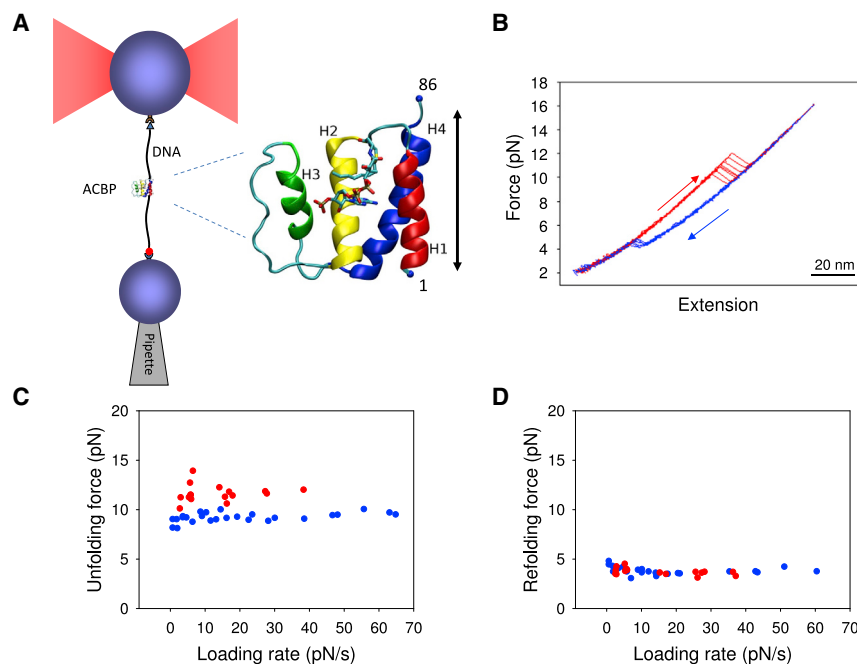 A
DNA
ACBP
Pipette
86
H2
H4
H3
H1
1
B
18
16
14
12
10
8
6
4
2
Force (pN)
20 nm
Extension
C
20
15
10
5
0
Unfolding force (pN)
0 10 20 30 40 50 60 70
Loading rate (pN/s)
D
20
15
10
5
0
Refolding force (pN)
0 10 20 30 40 50 60 70
Loading rate (pN/s)